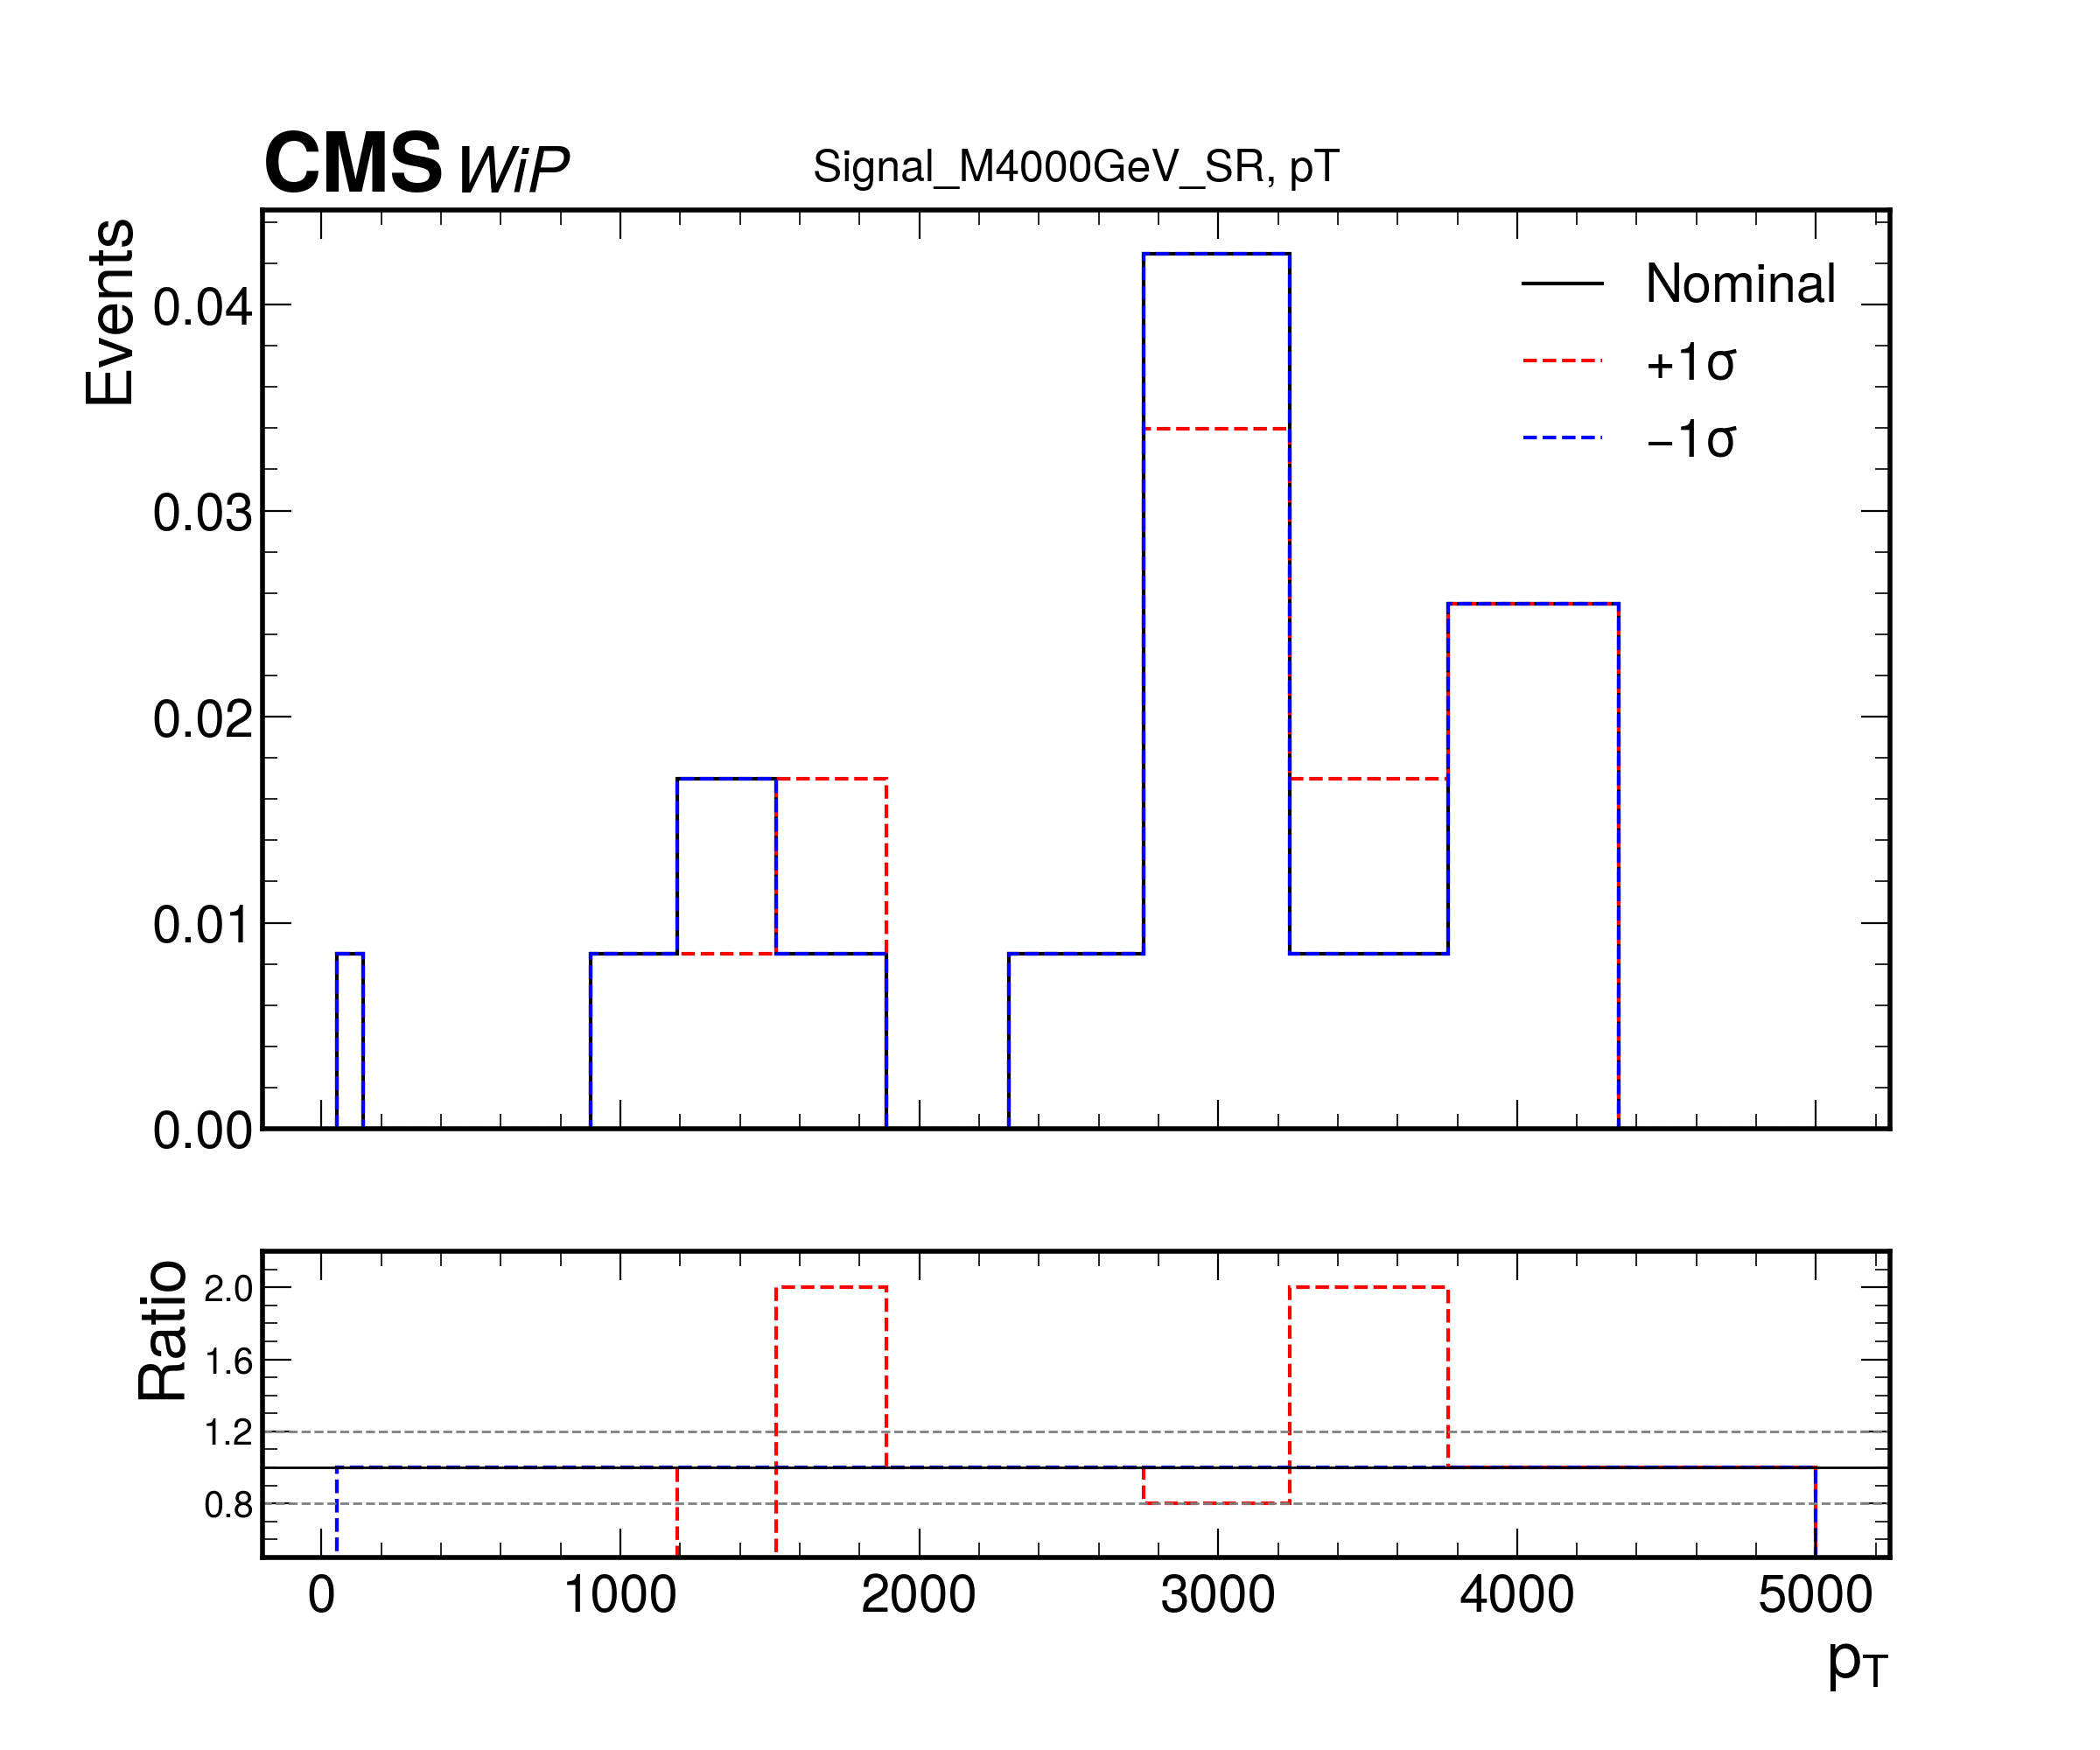 CMS WiP Signal_M4000GeV_SR, pT
Events
0.04
0.03
0.02
0.01
0.00
Nominal
+1σ
−1σ
Ratio
2.0
1.6
1.2
0.8
0 1000 2000 3000 4000 5000
pT